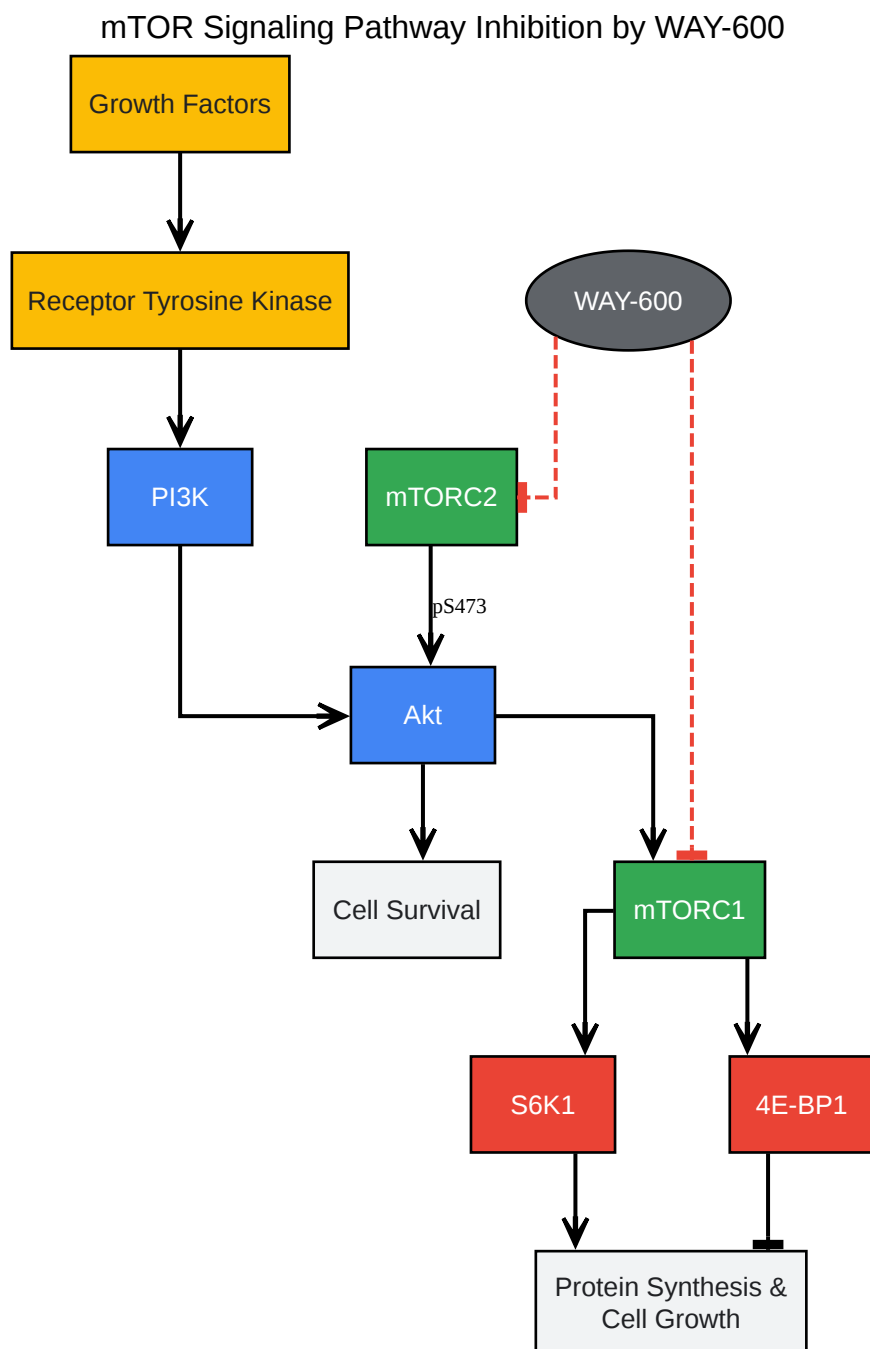 mTOR Signaling Pathway Inhibition by WAY-600
Growth Factors
Receptor Tyrosine Kinase
WAY-600
PI3K
mTORC2
pS473
Akt
Cell Survival
mTORC1
S6K1
4E-BP1
Protein Synthesis &
Cell Growth